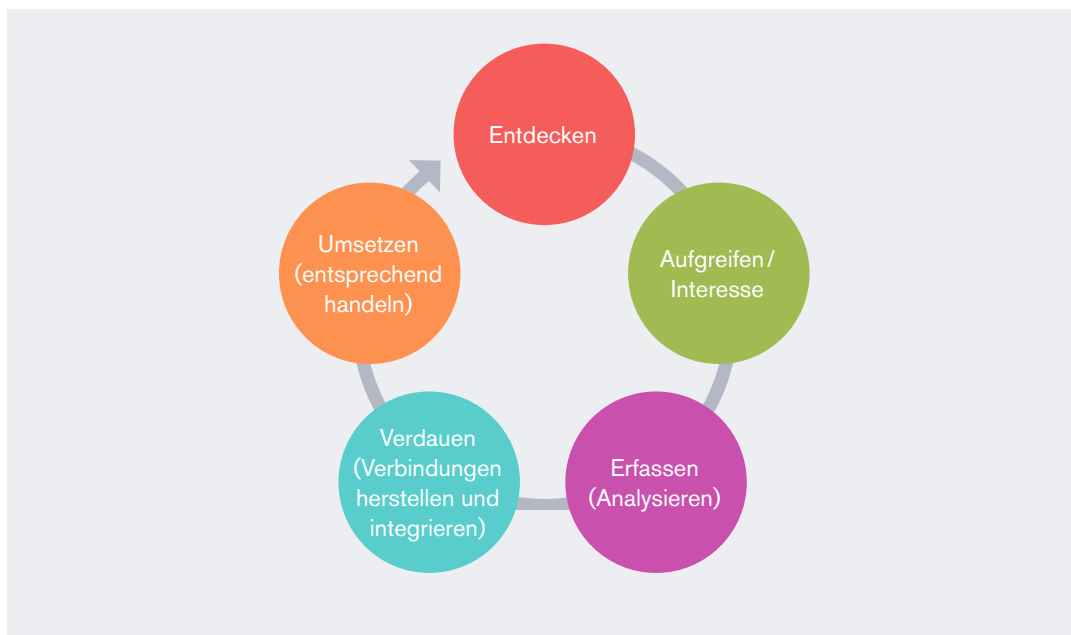 Entdecken
Aufgreifen /
Interesse
Erfassen
(Analysieren)
Verdauen
(Verbindungen
herstellen und
integrieren)
Umsetzen
(entsprechend
handeln)